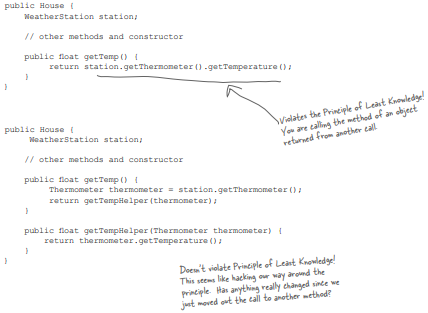 public House {
WeatherStation station;
// other methods and constructor
public float getTemp() {
return station.getThermometer().getTemperature();
}
}
Violates the Principle of Least Knowledge!
You are calling the method of an object
returned from another call.
public House {
WeatherStation station;
// other methods and constructor
public float getTemp() {
Thermometer thermometer = station.getThermometer();
return getTempHelper(thermometer);
}
public float getTempHelper(Thermometer thermometer) {
return thermometer.getTemperature();
}
}
Doesn't violate Principle of Least Knowledge!
This seems like hacking our way around the
principle. Has anything really changed since we
just moved out the call to another method?